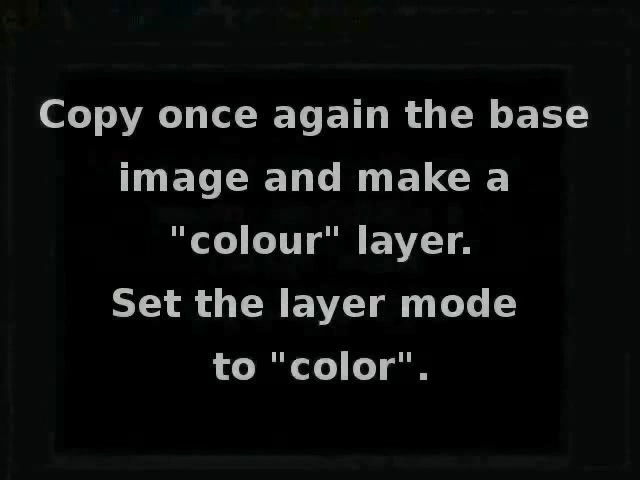 Copy once again the base
image and make a
"colour" layer.
Set the layer mode
to "color".